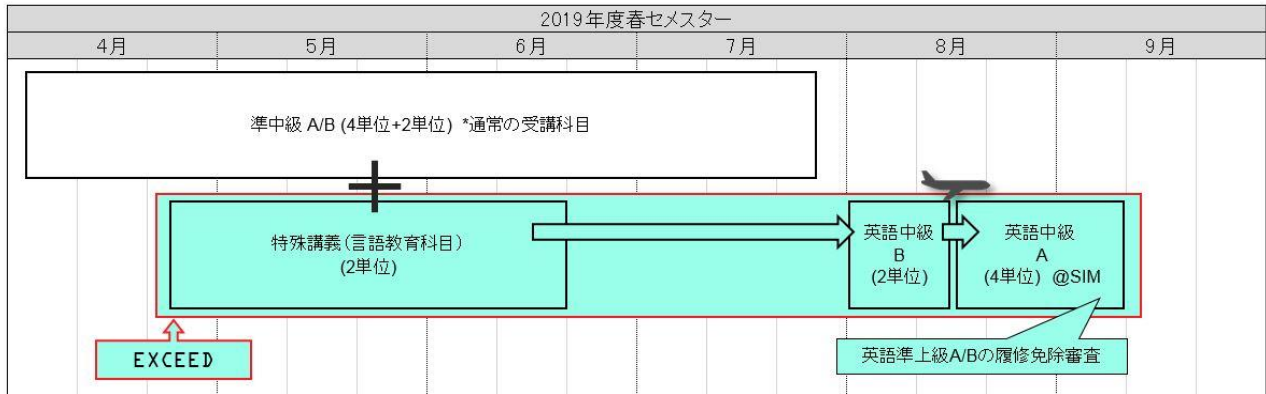 2019年度春セメスター
4月 5月 6月 7月 8月 9月
準中級 A/B (4単位+2単位) *通常の受講科目
特殊講義(言語教育科目)
(2単位)
英語中級
B
(2単位)
英語中級
A
(4単位) @SIM
EXCEED
英語準上級A/Bの履修免除審査